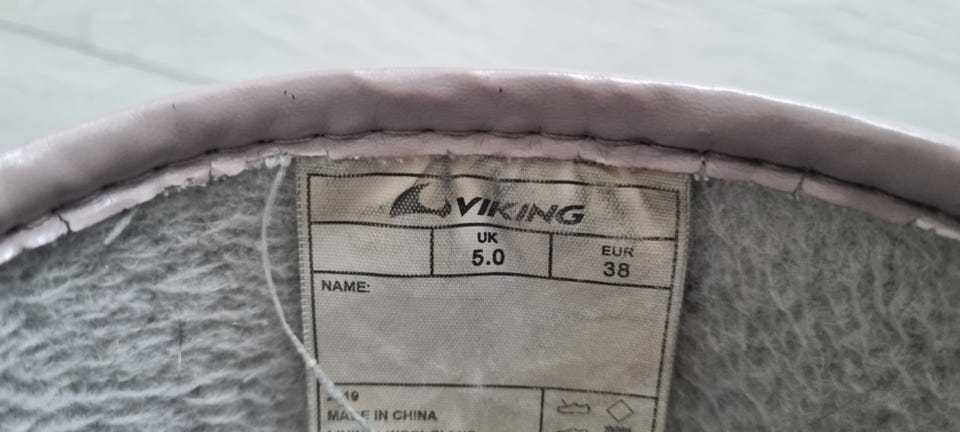 VIKING
UK EUR
5.0 38
NAME:
MADE IN CHINA